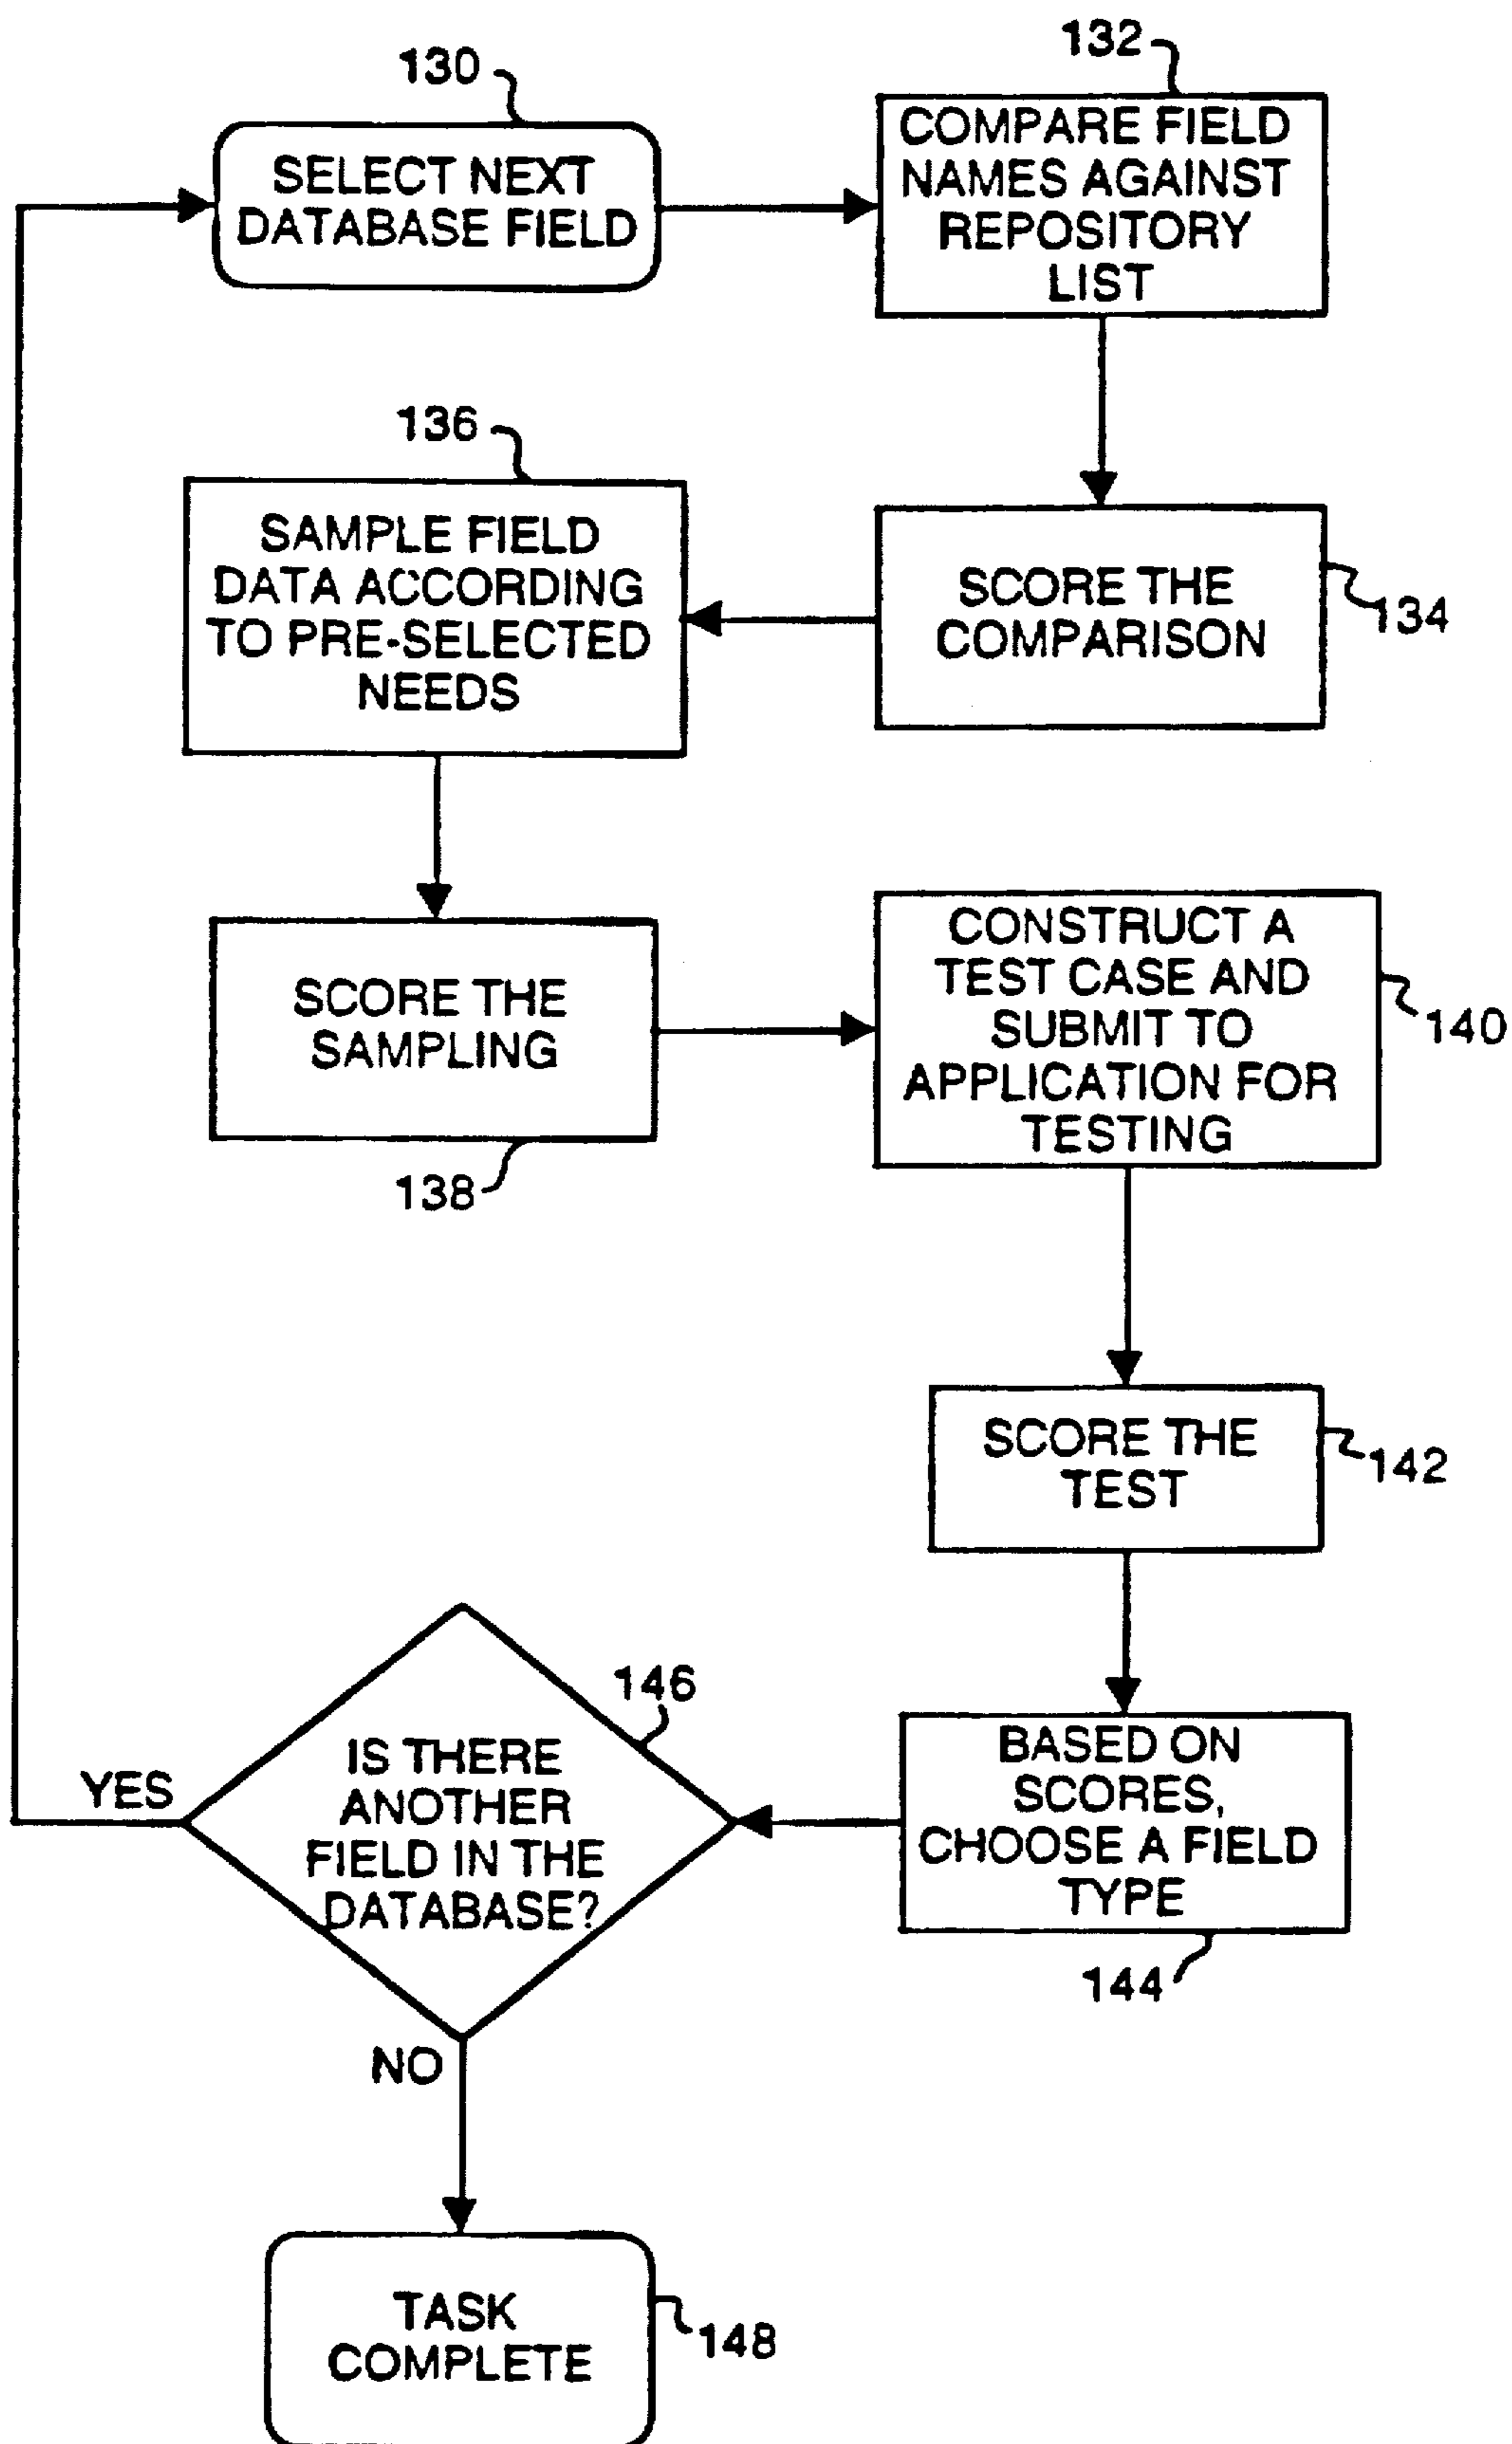 130
SELECT NEXT
DATABASE FIELD
132
COMPARE FIELD
NAMES AGAINST
REPOSITORY
LIST
134
SCORE THE
COMPARISON
136
SAMPLE FIELD
DATA ACCORDING
TO PRE-SELECTED
NEEDS
SCORE THE
SAMPLING
138
CONSTRUCT A
TEST CASE AND
SUBMIT TO
APPLICATION FOR
TESTING
140
SCORE THE
TEST
142
BASED ON
SCORES,
CHOOSE A FIELD
TYPE
144
146
IS THERE
ANOTHER
FIELD IN THE
DATABASE?
YES
NO
TASK
COMPLETE
148